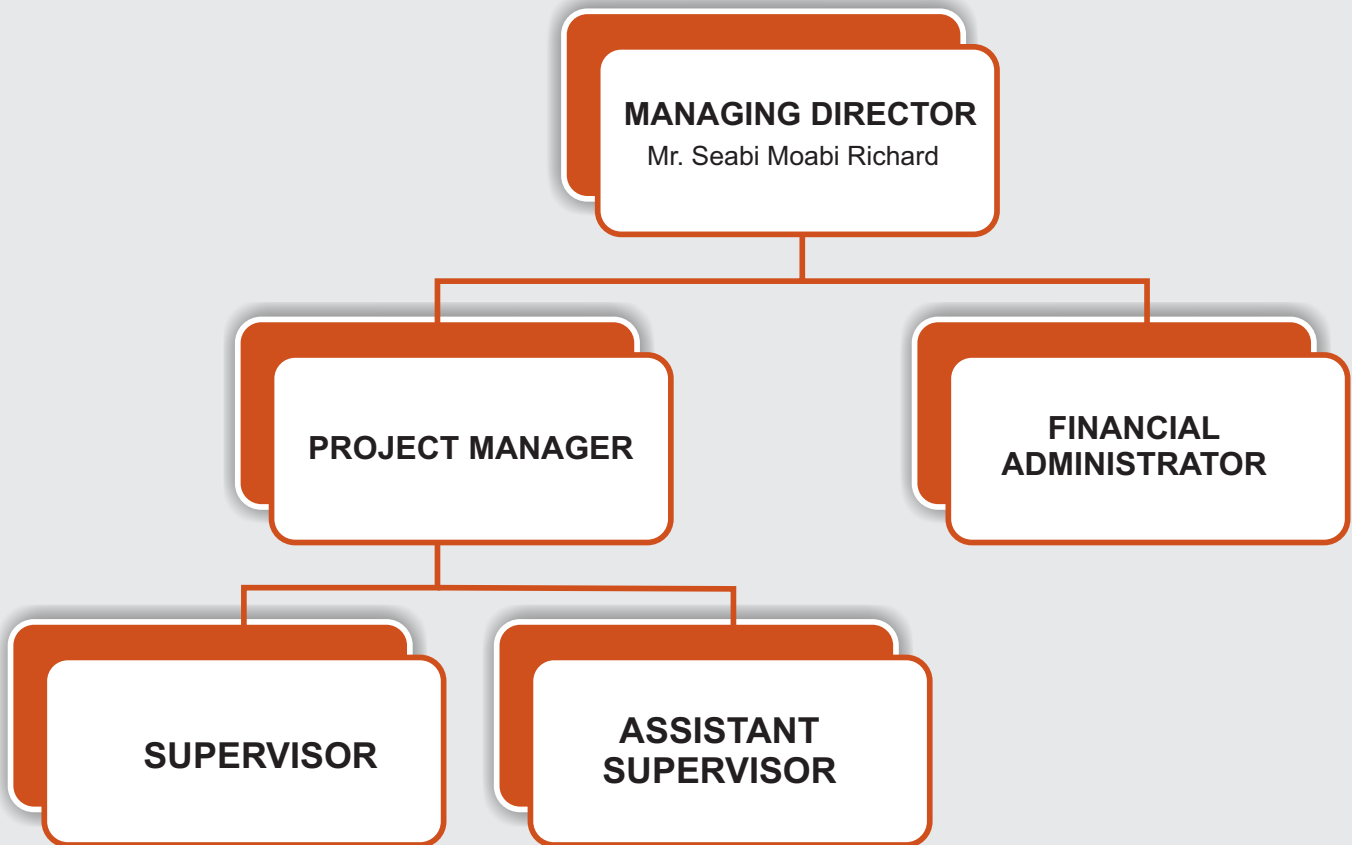 MANAGING DIRECTOR
Mr. Seabi Moabi Richard
PROJECT MANAGER
FINANCIAL
ADMINISTRATOR
SUPERVISOR
ASSISTANT
SUPERVISOR